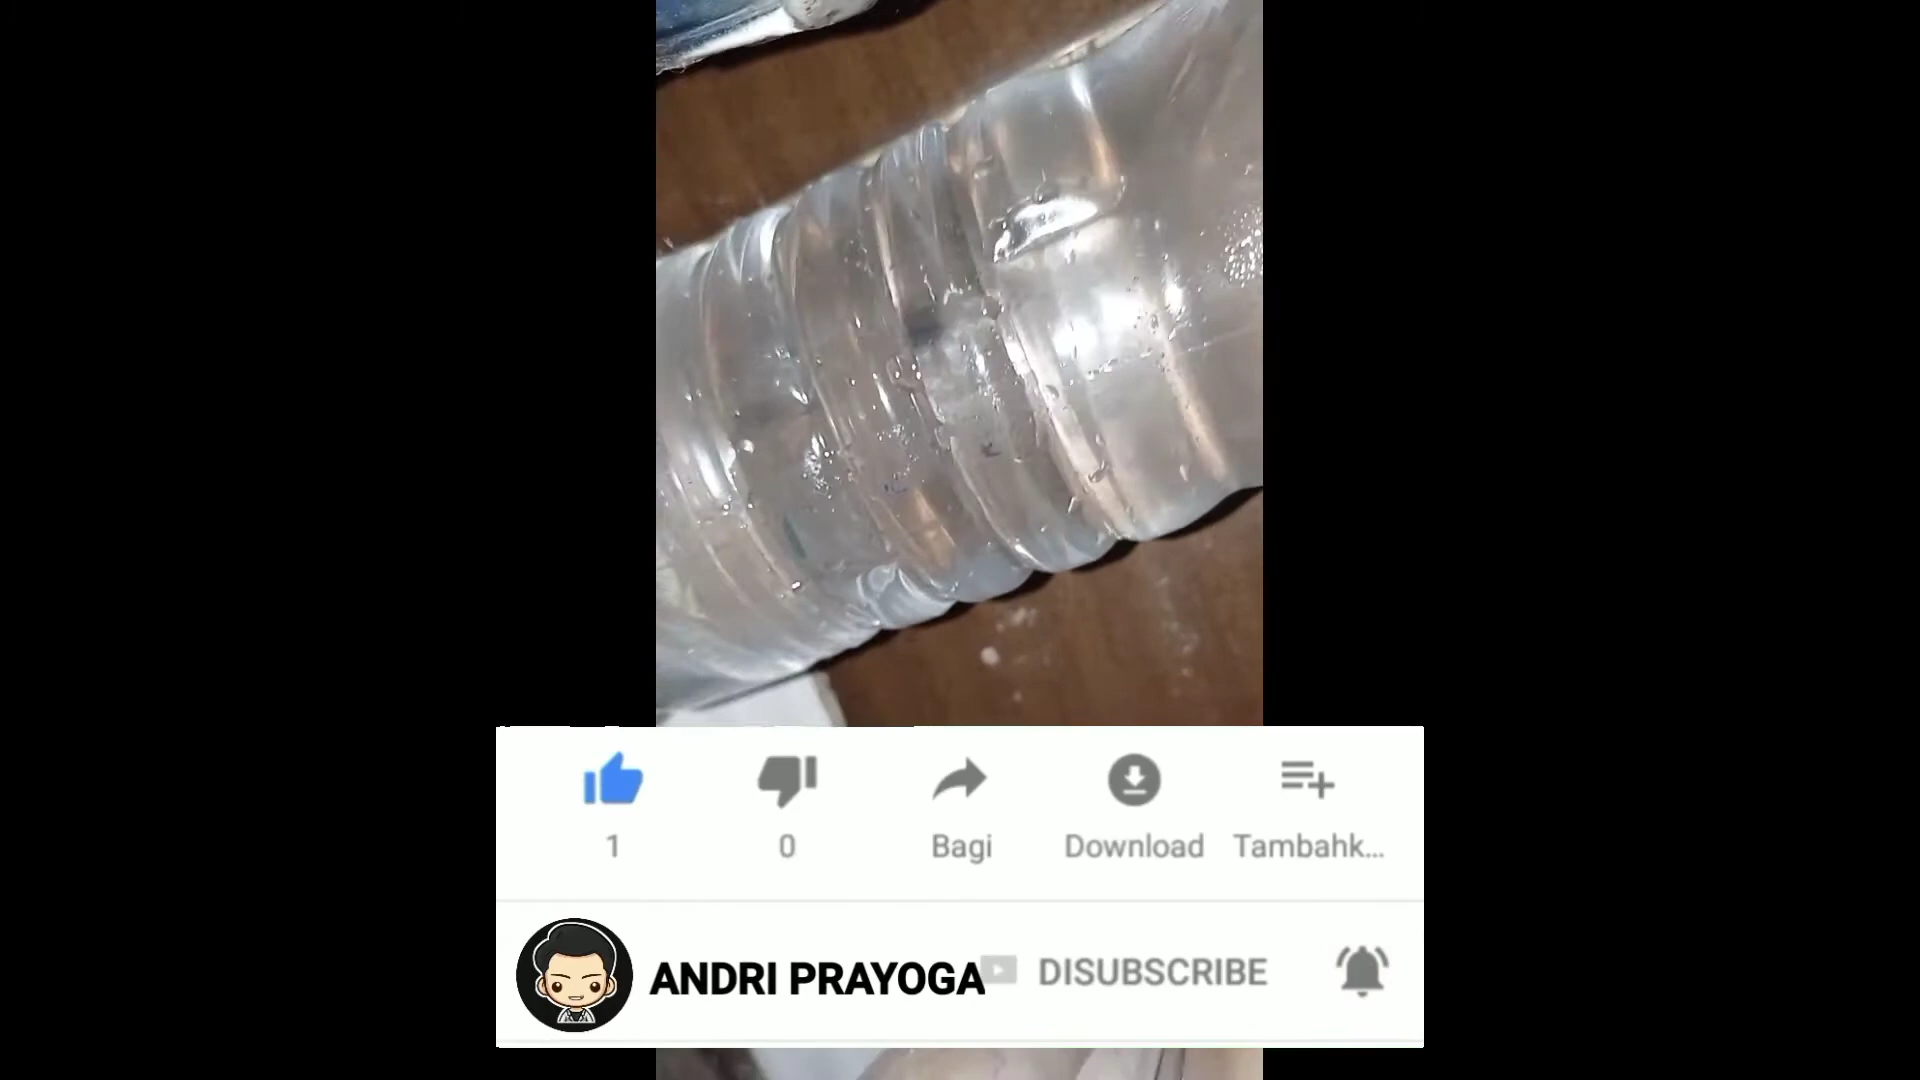 1
0
Bagi
Download
Tambahk...
ANDRI PRAYOGA
DISUBSCRIBE